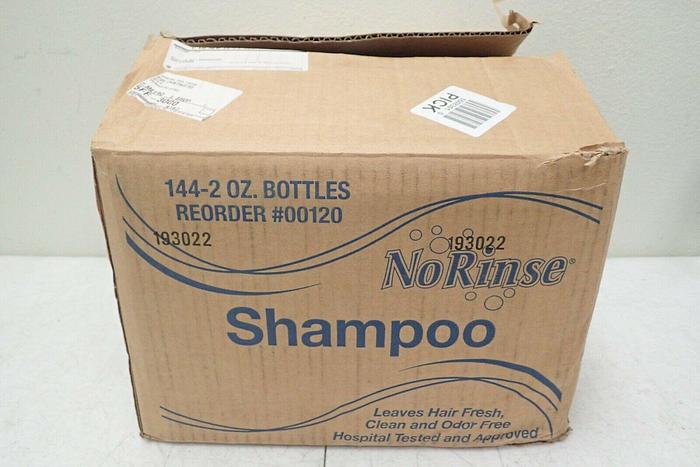 PICK
3000
144-2 OZ. BOTTLES
REORDER #00120
193022
193022
NoRinse®
Shampoo
Leaves Hair Fresh,
Clean and Odor Free
Hospital Tested and Approved